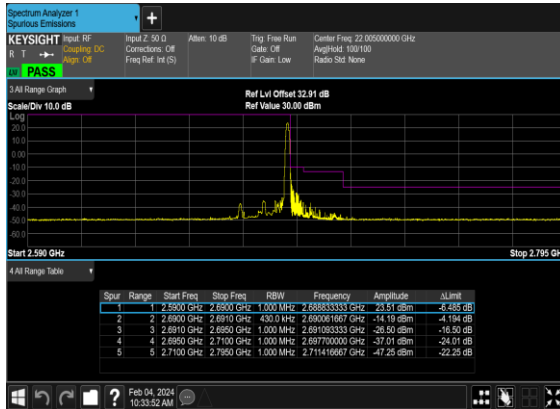 Spectrum Analyzer 1
Spurious Emissions
+
KEYSIGHT Input: RF Input Z: 50 Ω Atten: 10 dB Trig: Free Run Center Freq: 22.005000000 GHz
R T Coupling: DC Corrections: Off Gate: Off Avg|Hold: 100/100
Align: Off Freq Ref: Int (S) IF Gain: Low Radio Std: None
PASS
3 All Range Graph
Ref Lvl Offset 32.91 dB
Scale/Div 10.0 dB Ref Value 30.00 dBm
Log
20.0
10.0
0.00
-10.0
-20.0
-30.0
-40.0
-50.0
-60.0
Start 2.590 GHz Stop 2.795 GH
4 All Range Table
Spur Range Start Freq Stop Freq RBW Frequency Amplitude ΔLimit
1 1 2.5900 GHz 2.6900 GHz 1.000 MHz 2.688833333 GHz 23.51 dBm -6.485 dB
2 2 2.6900 GHz 2.6910 GHz 430.0 kHz 2.690061667 GHz -14.19 dBm -4.194 dB
3 3 2.6910 GHz 2.6950 GHz 1.000 MHz 2.691093333 GHz -26.50 dBm -16.50 dB
4 4 2.6950 GHz 2.7100 GHz 1.000 MHz 2.697700000 GHz -37.01 dBm -24.01 dB
5 5 2.7100 GHz 2.7950 GHz 1.000 MHz 2.711416667 GHz -47.25 dBm -22.25 dB
? Feb 04, 2024
10:33:52 AM